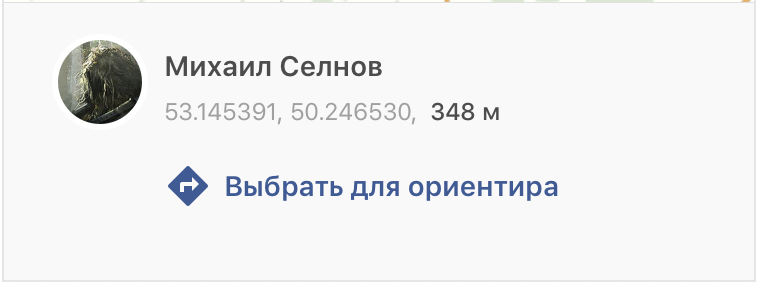 Михаил Селнов
53.145391, 50.246530, 348 м
Выбрать для ориентира